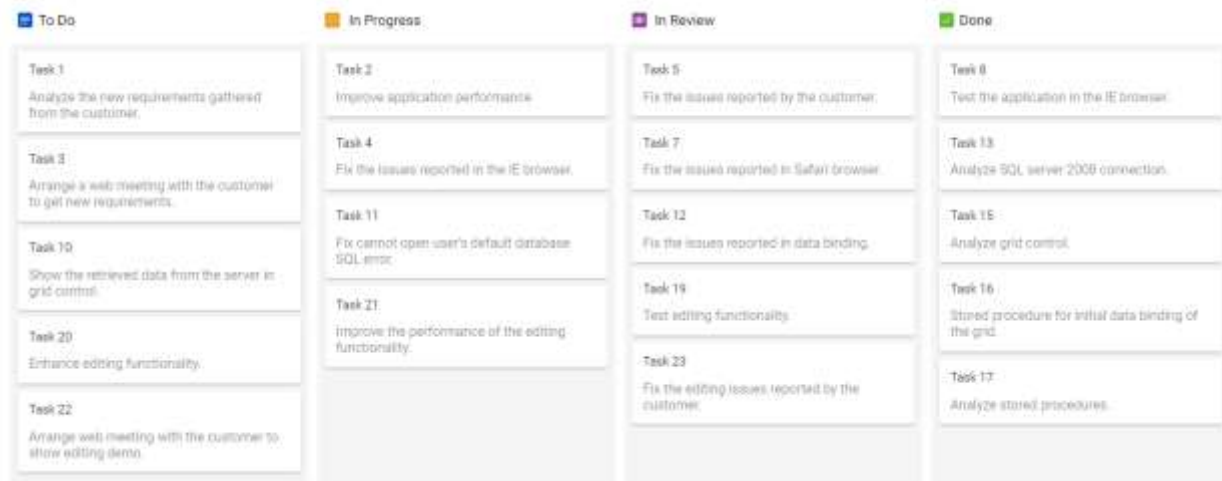 To Do
Task 1
Analyze the new requirements gathered
from the customer.
Task 3
Arrange a web meeting with the customer
to get new requirements.
Task 10
Show the retrieved data from the server in
grid control.
Task 20
Enhance editing functionality.
Task 22
Arrange web meeting with the customer to
show editing demo.
In Progress
Task 2
Improve application performance
Task 4
Fix the issues reported in the IE browser.
Task 11
Fix cannot open user's default database
SQL error.
Task 21
Improve the performance of the editing
functionality.
In Review
Task 5
Fix the issues reported by the customer.
Task 7
Fix the issues reported in Safari browser.
Task 12
Fix the issues reported in data binding.
Task 19
Test editing functionality.
Task 23
Fix the editing issues reported by the
customer.
Done
Task 8
Test the application in the IE browser.
Task 13
Analyze SQL server 2008 connection.
Task 15
Analyze grid control.
Task 16
Stored procedure for initial data binding of
the grid.
Task 17
Analyze stored procedures.